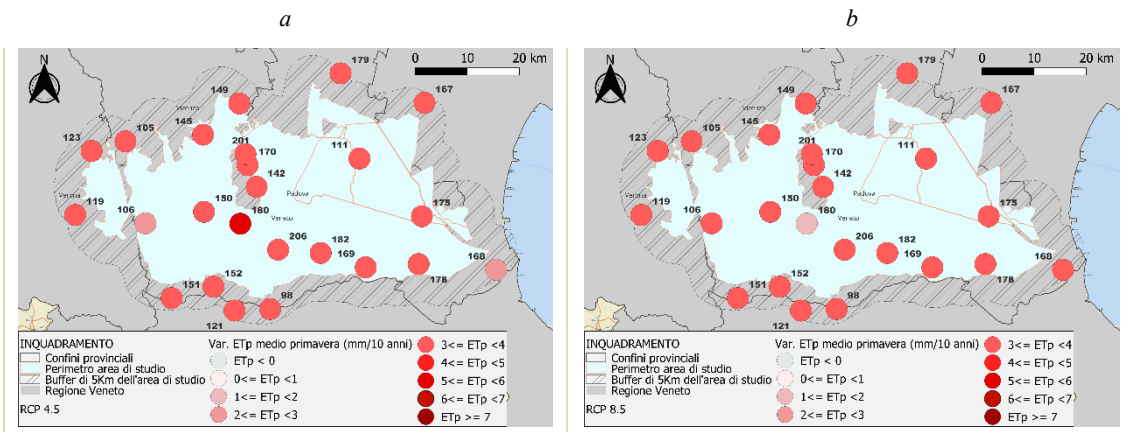 a
b
N
0 10 20 km
179
167
149
Vicenza
145
105
123
201
170
111
142
Verona
Padova
119
106
150
180
Veneto
175
206
182
169
168
178
152
151
98
121
INQUADRAMENTO
Confini provinciali
Perimetro area di studio
Buffer di 5Km dell'area di studio
Regione Veneto
RCP 4.5
Var. ETp medio primavera (mm/10 anni)
ETp < 0
0<= ETp <1
1<= ETp <2
2<= ETp <3
3<= ETp <4
4<= ETp <5
5<= ETp <6
6<= ETp <7
ETp >= 7
N
0 10 20 km
179
167
149
Vicenza
145
105
123
201
170
111
142
Verona
Padova
119
106
150
180
Veneto
175
206
182
169
168
178
152
151
98
121
INQUADRAMENTO
Confini provinciali
Perimetro area di studio
Buffer di 5Km dell'area di studio
Regione Veneto
RCP 8.5
Var. ETp medio primavera (mm/10 anni)
ETp < 0
0<= ETp <1
1<= ETp <2
2<= ETp <3
3<= ETp <4
4<= ETp <5
5<= ETp <6
6<= ETp <7
ETp >= 7